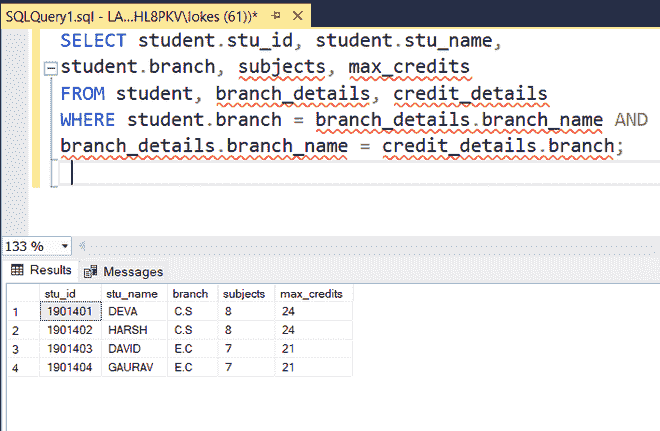 SQLQuery1.sql - LA...HL8PKV\lokes (61))*
SELECT student.stu_id, student.stu_name,
student.branch, subjects, max_credits
FROM student, branch_details, credit_details
WHERE student.branch = branch_details.branch_name AND
branch_details.branch_name = credit_details.branch;
133 %
Results Messages
stu_id stu_name branch subjects max_credits
1 1901401 DEVA C.S 8 24
2 1901402 HARSH C.S 8 24
3 1901403 DAVID E.C 7 21
4 1901404 GAURAV E.C 7 21